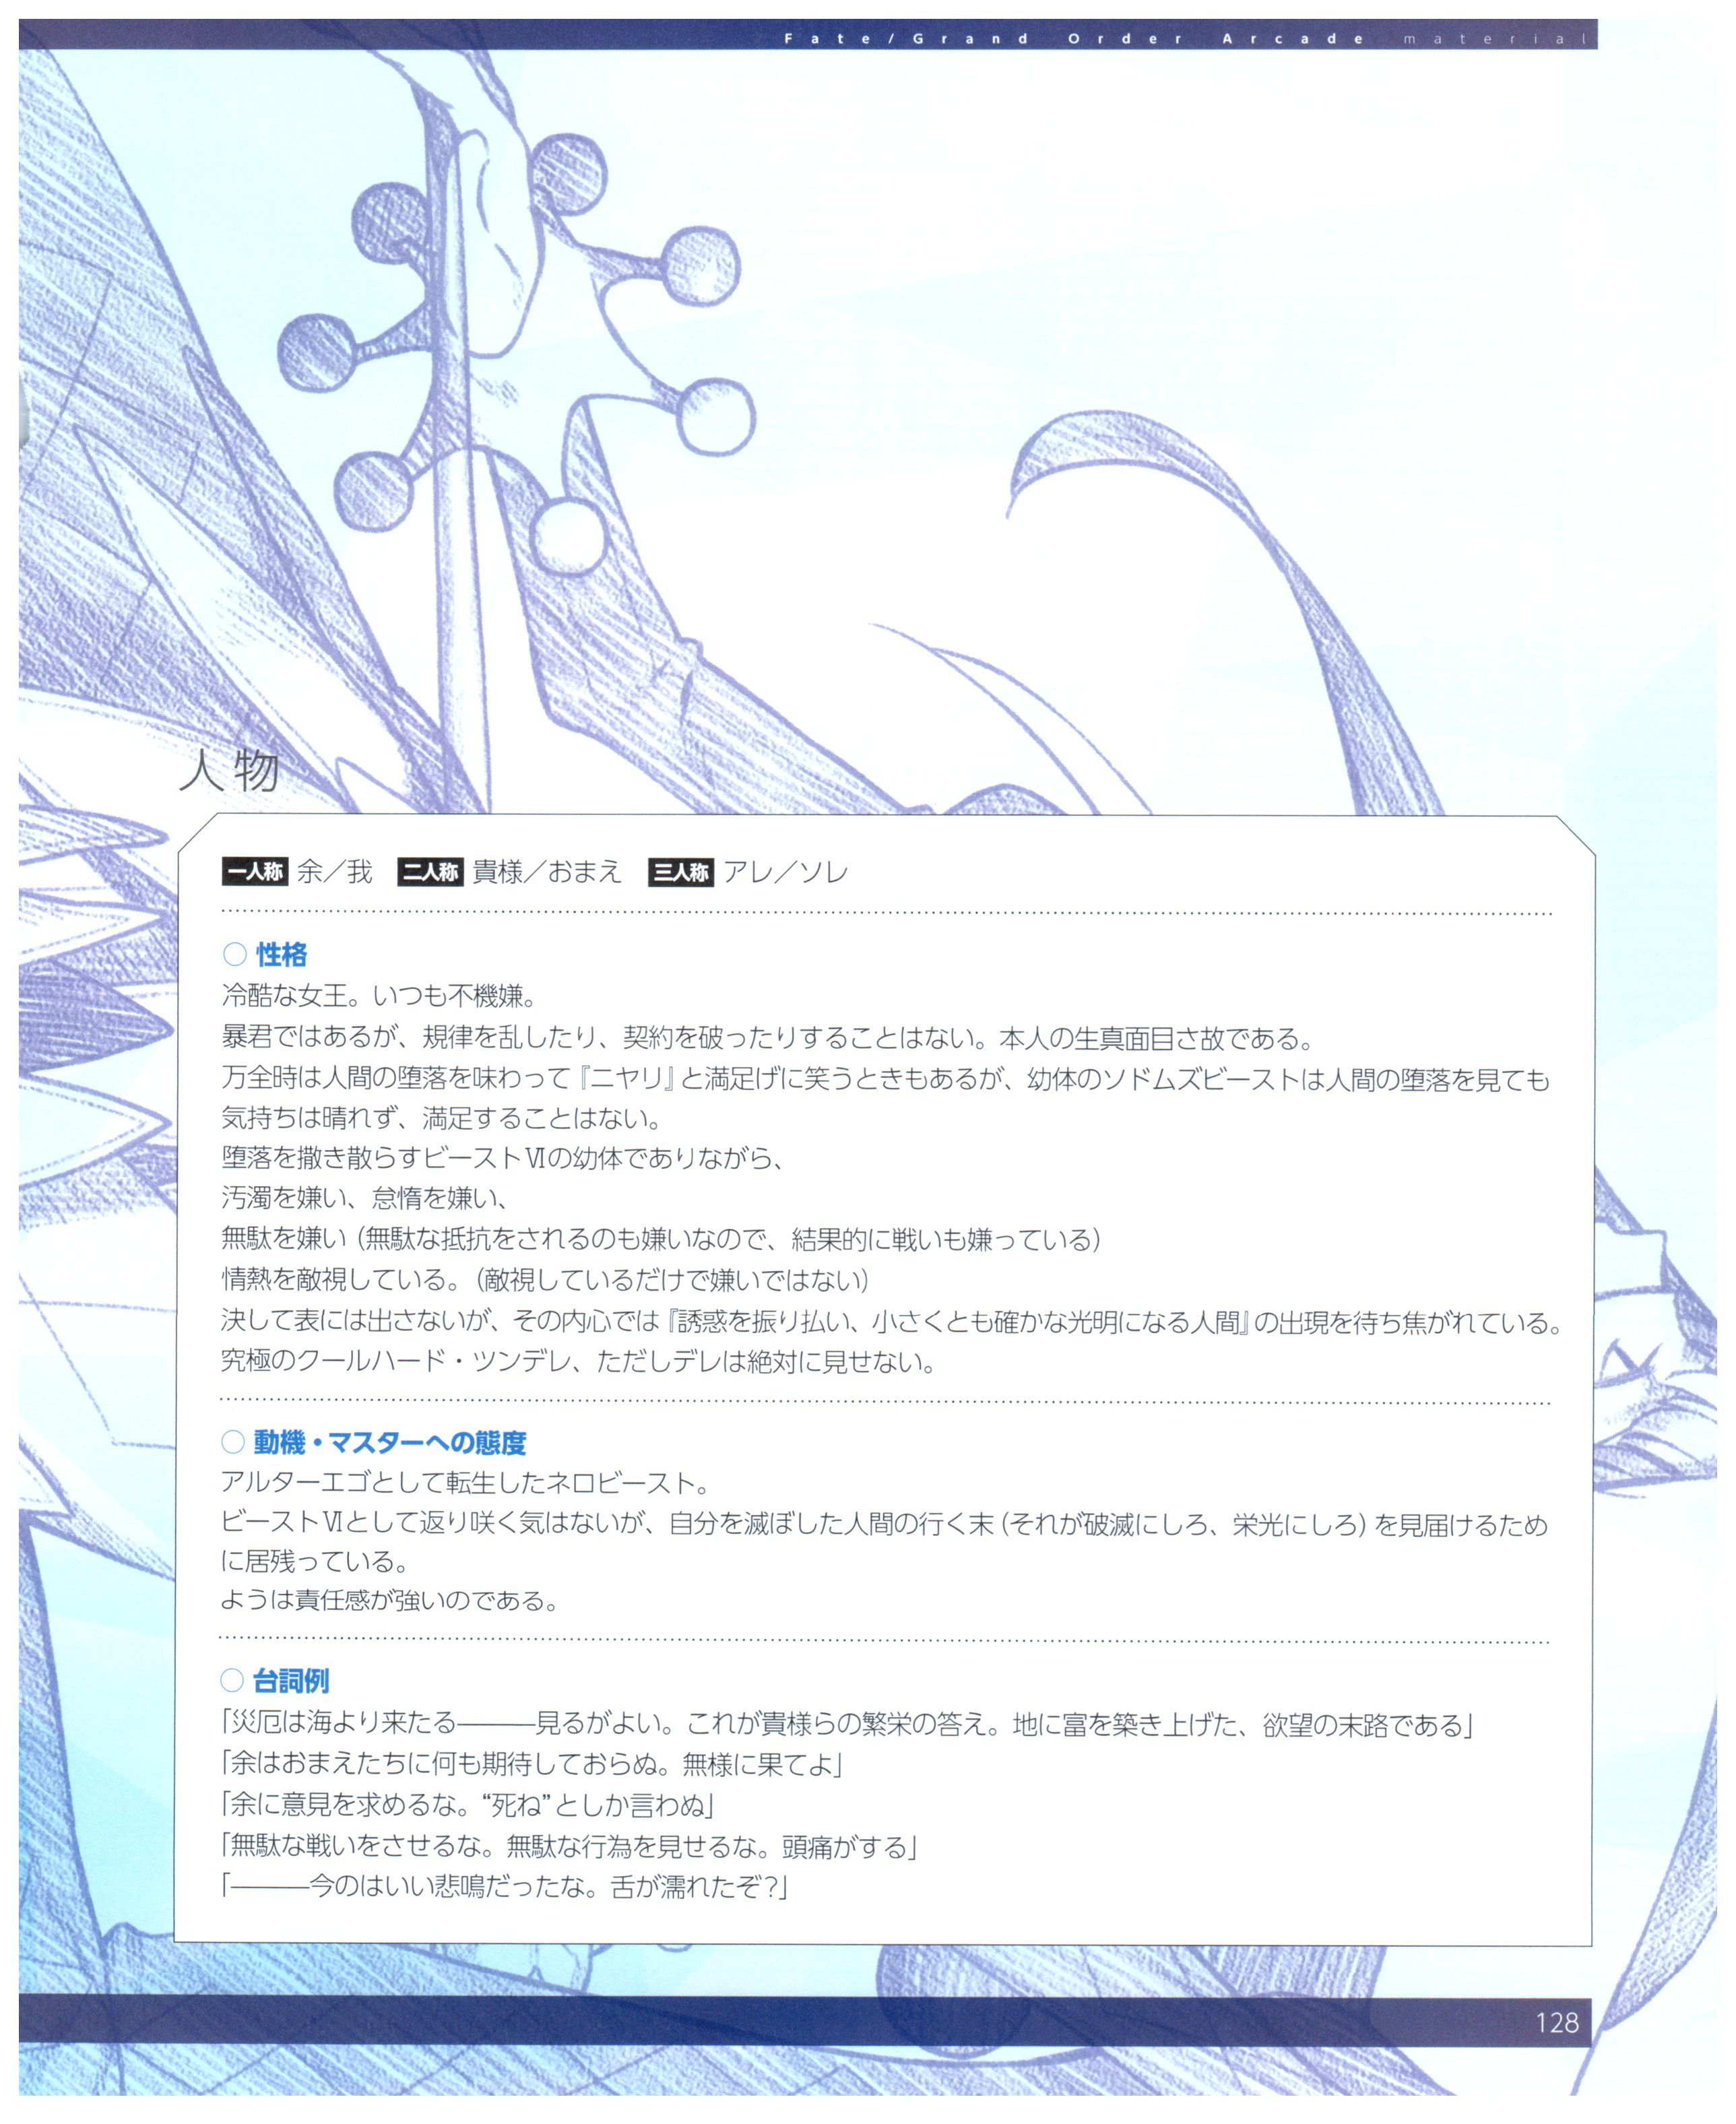 Fate/Grand Order Arcade material
人物
一人称 余／我 二人称 貴様／おまえ 三人称 アレ／ソレ
○ 性格
冷酷な女王。いつも不機嫌。
暴君ではあるが、規律を乱したり、契約を破ったりすることはない。本人の生真面目さ故である。
万全時は人間の堕落を味わって『ニヤリ』と満足げに笑うときもあるが、幼体のソドムズビーストは人間の堕落を見ても
気持ちは晴れず、満足することはない。
堕落を撒き散らすビーストⅥの幼体でありながら、
汚濁を嫌い、怠惰を嫌い、
無駄を嫌い（無駄な抵抗をされるのも嫌いなので、結果的に戦いも嫌っている）
情熱を敵視している。（敵視しているだけで嫌いではない）
決して表には出さないが、その内心では『誘惑を振り払い、小さくとも確かな光明になる人間』の出現を待ち焦がれている。
究極のクールハード・ツンデレ、ただしデレは絶対に見せない。
○ 動機・マスターへの態度
アルターエゴとして転生したネロビースト。
ビーストⅥとして返り咲く気はないが、自分を滅ぼした人間の行く末（それが破滅にしろ、栄光にしろ）を見届けるため
に居残っている。
ようは責任感が強いのである。
○ 台詞例
「災厄は海より来たる―――見るがよい。これが貴様らの繁栄の答え。地に富を築き上げた、欲望の末路である」
「余はおまえたちに何も期待しておらぬ。無様に果てよ」
「余に意見を求めるな。“死ね”としか言わぬ」
「無駄な戦いをさせるな。無駄な行為を見せるな。頭痛がする」
「―――今のはいい悲鳴だったな。舌が濡れたぞ？」
128